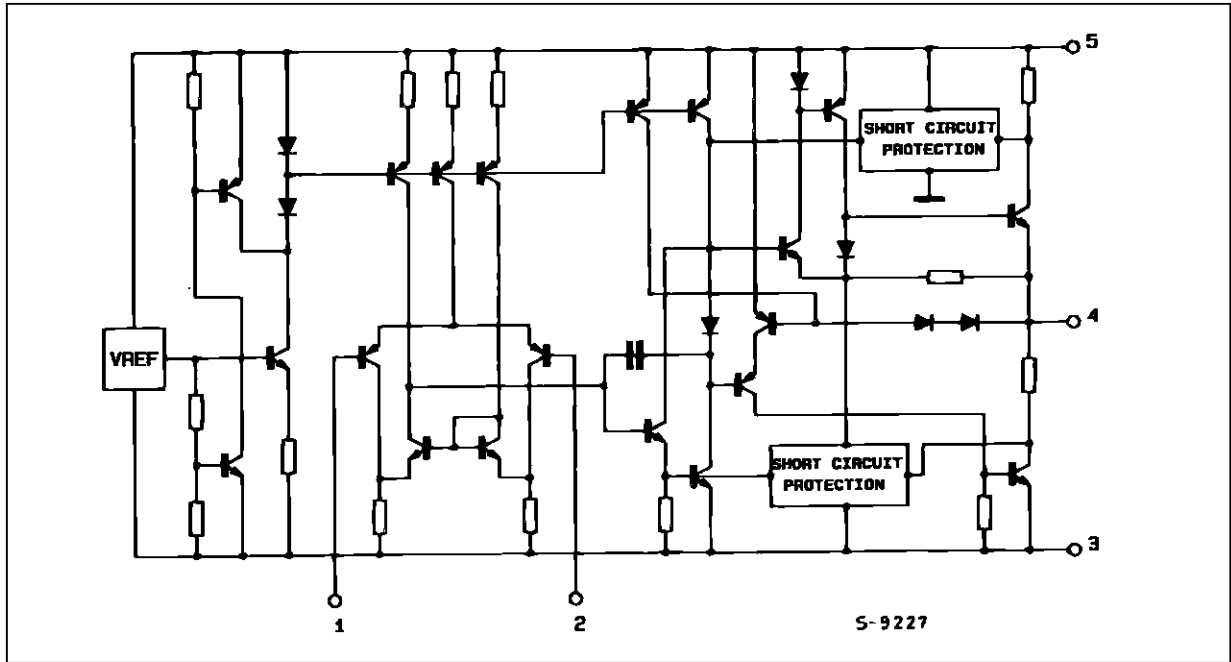 5
SHORT CIRCUIT
PROTECTION
4
VREF
SHORT CIRCUIT
PROTECTION
3
1
2
S-9227